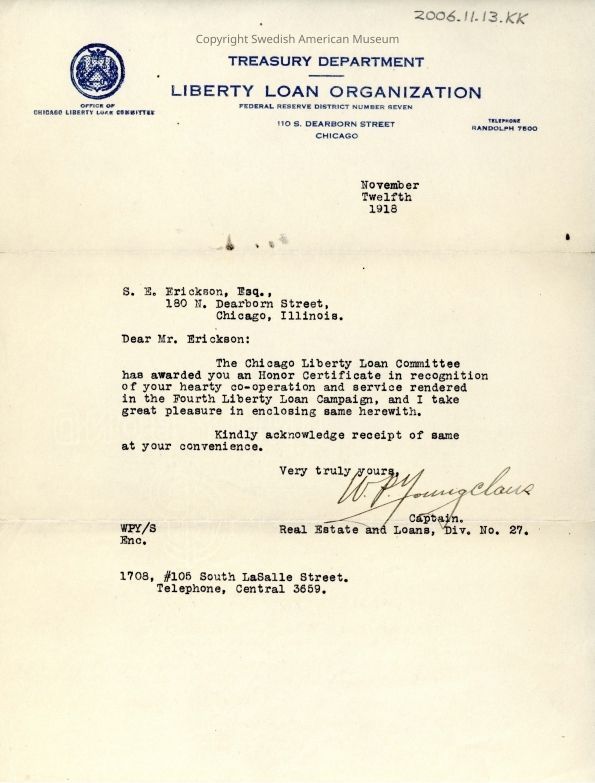 2006.11.13.KK
Copyright Swedish American Museum
TREASURY DEPARTMENT
LIBERTY LOAN ORGANIZATION
FEDERAL RESERVE DISTRICT NUMBER SEVEN
OFFICE OF
CHICAGO LIBERTY LOAN COMMITTEE
110 S. DEARBORN STREET
CHICAGO
TELEPHONE
RANDOLPH 7500
November
Twelfth
1918
S. E. Erickson, Esq.,
180 N. Dearborn Street,
Chicago, Illinois.
Dear Mr. Erickson:
The Chicago Liberty Loan Committee
has awarded you an Honor Certificate in recognition
of your hearty co-operation and service rendered
in the Fourth Liberty Loan Campaign, and I take
great pleasure in enclosing same herewith.
Kindly acknowledge receipt of same
at your convenience.
Very truly yours,
W. P. Youngclaus
Captain.
WPY/S
Real Estate and Loans, Div. No. 27.
Enc.
1708, #105 South LaSalle Street.
Telephone, Central 3659.